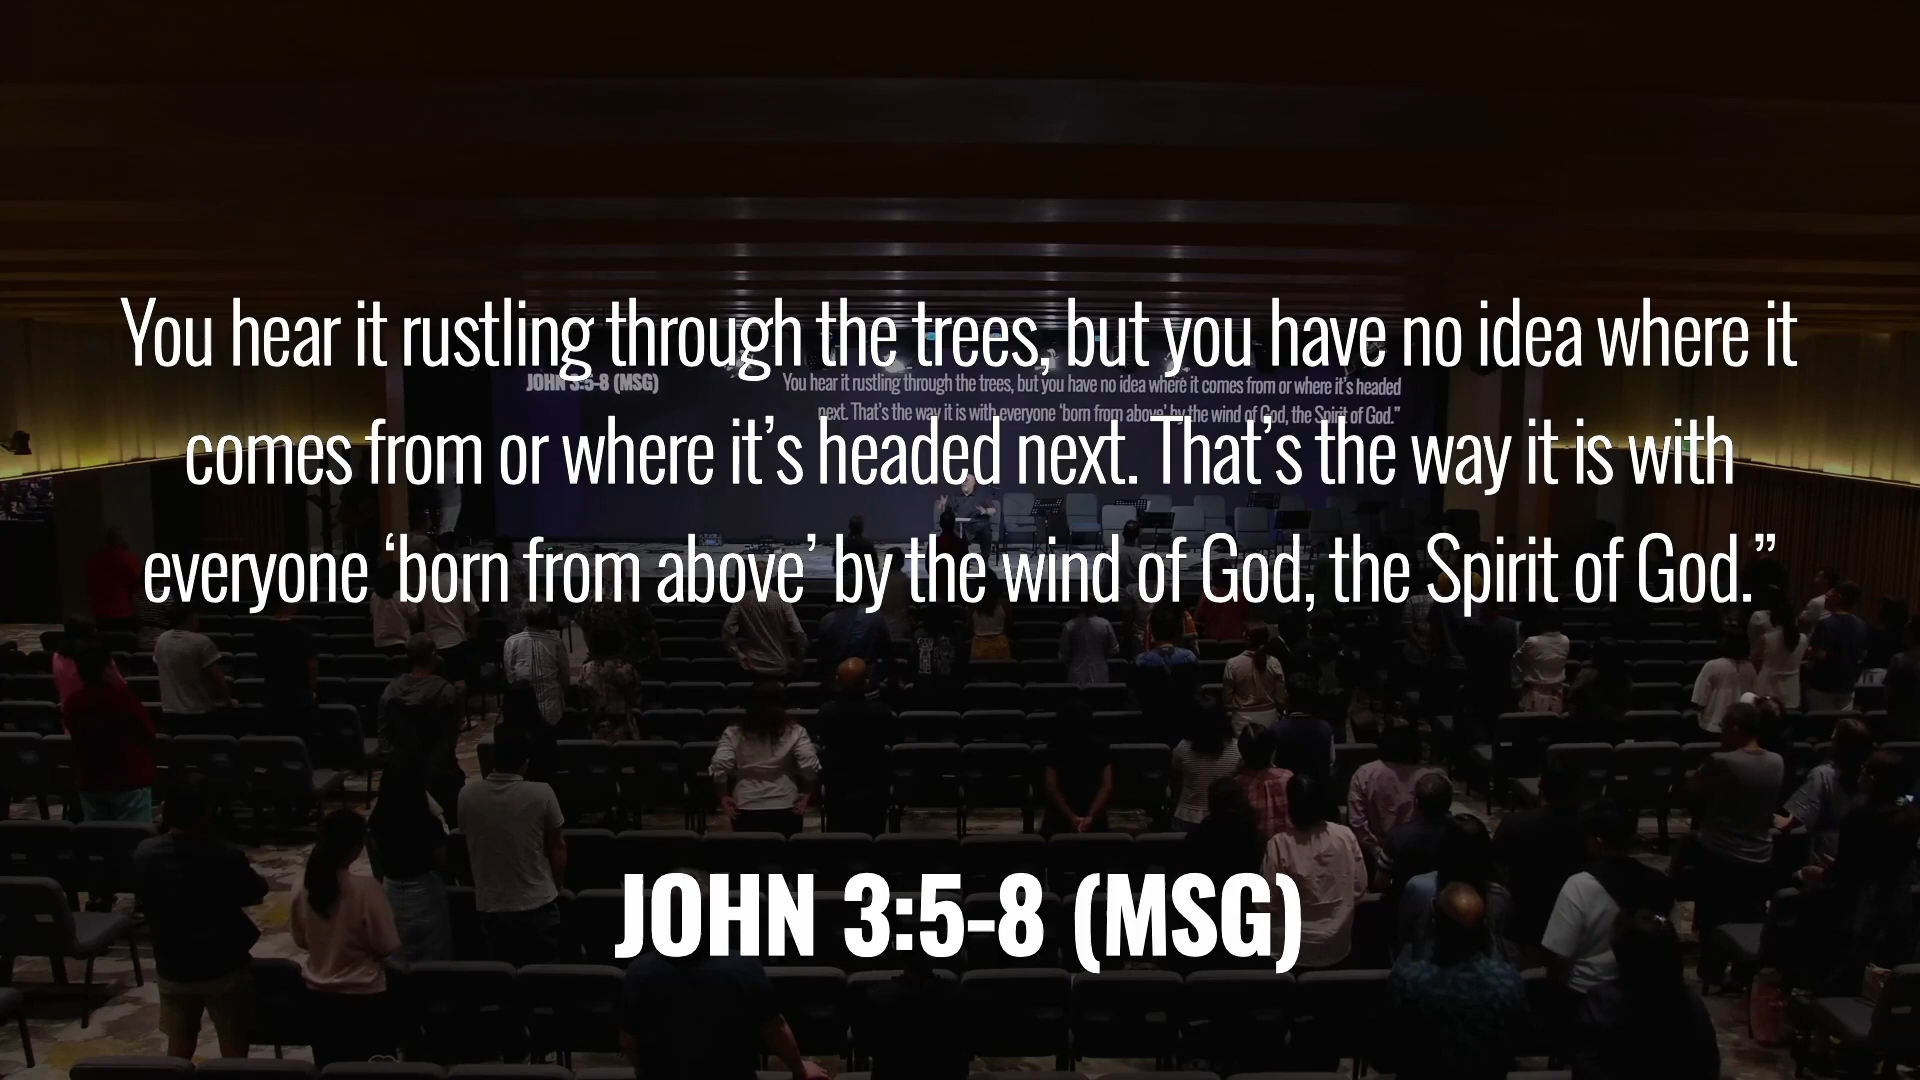 You hear it rustling through the trees, but you have no idea where it
comes from or where it’s headed next. That’s the way it is with
everyone ‘born from above’ by the wind of God, the Spirit of God.”
JOHN 3:5-8 (MSG)
JOHN 3:5-8 (MSG)
You hear it rustling through the trees, but you have no idea where it comes from or where it’s headed
next. That’s the way it is with everyone ‘born from above’ by the wind of God, the Spirit of God.”